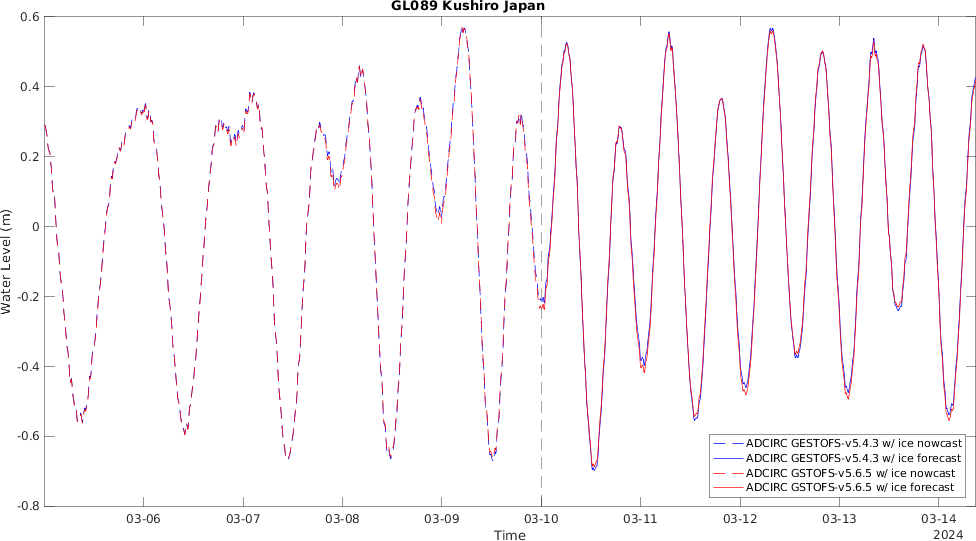 GL089 Kushiro Japan
0.6
0.4
0.2
0
-0.2
-0.4
-0.6
-0.8
Water Level (m)
03-06
03-07
03-08
03-09
03-10
03-11
03-12
03-13
03-14
2024
Time
ADCIRC GESTOFS-v5.4.3 w/ ice nowcast
ADCIRC GESTOFS-v5.4.3 w/ ice forecast
ADCIRC GSTOFS-v5.6.5 w/ ice nowcast
ADCIRC GSTOFS-v5.6.5 w/ ice forecast